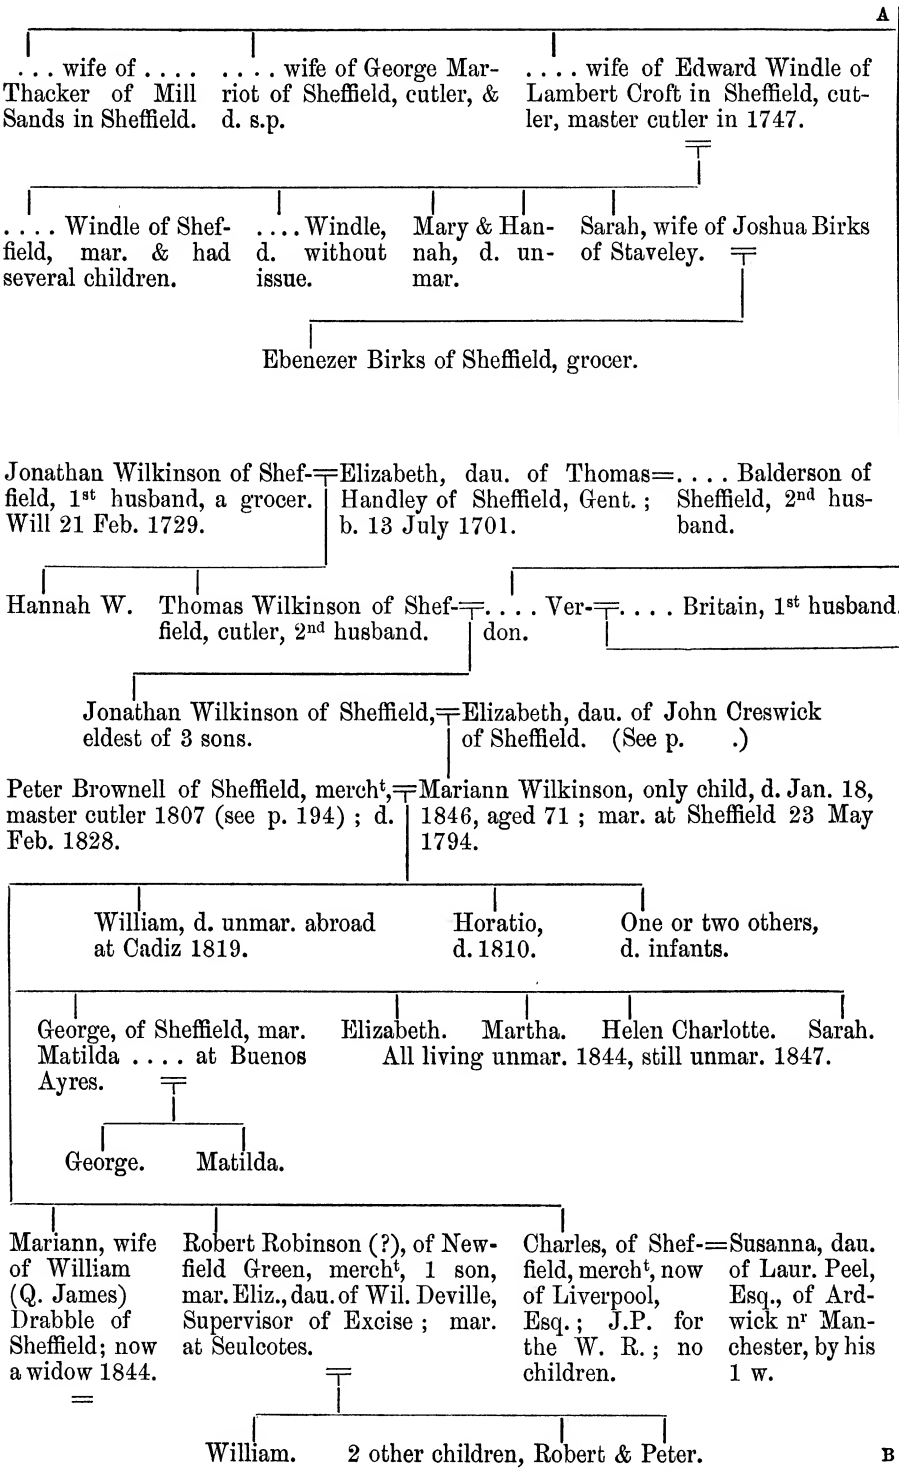 A
. . . wife of . . . .
Thacker of Mill
Sands in Sheffield.
. . . . wife of George Mar-
riot of Sheffield, cutler, &
d. s.p.
. . . . wife of Edward Windle of
Lambert Croft in Sheffield, cut-
ler, master cutler in 1747.
. . . . Windle of Shef-
field, mar. & had
several children.
. . . . Windle,
d. without
issue.
Mary & Han-
nah, d. un-
mar.
Sarah, wife of Joshua Birks
of Staveley.
Ebenezer Birks of Sheffield, grocer.
Jonathan Wilkinson of Shef-
field, 1st husband, a grocer.
Will 21 Feb. 1729.
Elizabeth, dau. of Thomas
Handley of Sheffield, Gent. ;
b. 13 July 1701.
=. . . . Balderson of
Sheffield, 2nd hus-
band.
Hannah W.
Thomas Wilkinson of Shef-
field, cutler, 2nd husband.
. . . . Ver-
don.
. . . . Britain, 1st husband.
Jonathan Wilkinson of Sheffield,
eldest of 3 sons.
Elizabeth, dau. of John Creswick
of Sheffield. (See p. .)
Peter Brownell of Sheffield, mercht,
master cutler 1807 (see p. 194) ; d.
Feb. 1828.
Mariann Wilkinson, only child, d. Jan. 18,
1846, aged 71 ; mar. at Sheffield 23 May
1794.
William, d. unmar. abroad
at Cadiz 1819.
Horatio,
d. 1810.
One or two others,
d. infants.
George, of Sheffield, mar.
Matilda . . . . at Buenos
Ayres.
Elizabeth. Martha. Helen Charlotte. Sarah.
All living unmar. 1844, still unmar. 1847.
George. Matilda.
Mariann, wife
of William
(Q. James)
Drabble of
Sheffield; now
a widow 1844.
=
Robert Robinson (?), of New-
field Green, mercht, 1 son,
mar. Eliz., dau. of Wil. Deville,
Supervisor of Excise ; mar.
at Seulcotes.
Charles, of Shef-
field, mercht, now
of Liverpool,
Esq. ; J.P. for
the W. R. ; no
children.
=Susanna, dau.
of Laur. Peel,
Esq., of Ard-
wick nr Man-
chester, by his
1 w.
William. 2 other children, Robert & Peter.
B